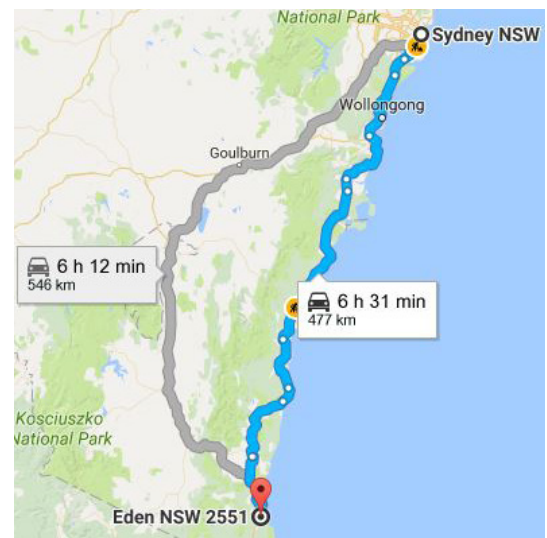 National Park
Sydney NSW
Wollongong
Goulburn
6 h 12 min
546 km
6 h 31 min
477 km
Kosciuszko
National Park
Eden NSW 2551